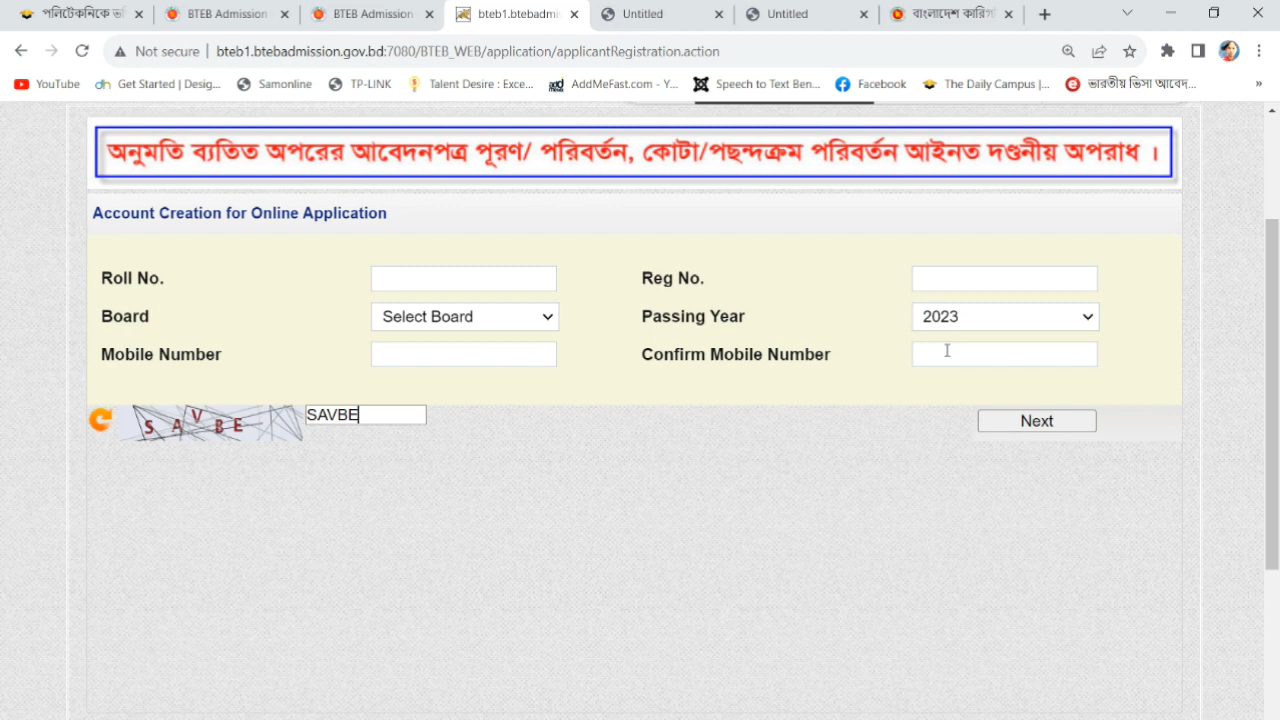 পলিটেকনিকে ভ
BTEB Admission
BTEB Admission
bteb1.btebadmi
Untitled
Untitled
বাংলাদেশ কারিগ
Not secure
bteb1.btebadmission.gov.bd:7080/BTEB_WEB/application/applicantRegistration.action
YouTube
Get Started | Desig...
Samonline
TP-LINK
Talent Desire : Exce...
AddMeFast.com - Y...
Speech to Text Ben...
Facebook
The Daily Campus |...
ভারতীয় ভিসা আবেদ...
অনুমতি ব্যতিত অপরের আবেদনপত্র পূরণ/ পরিবর্তন, কোটা/পছন্দক্রম পরিবর্তন আইনত দণ্ডনীয় অপরাধ ।
Account Creation for Online Application
Roll No.
Reg No.
Board
Select Board
Passing Year
2023
Mobile Number
Confirm Mobile Number
SAVBE
SAVBE
Next